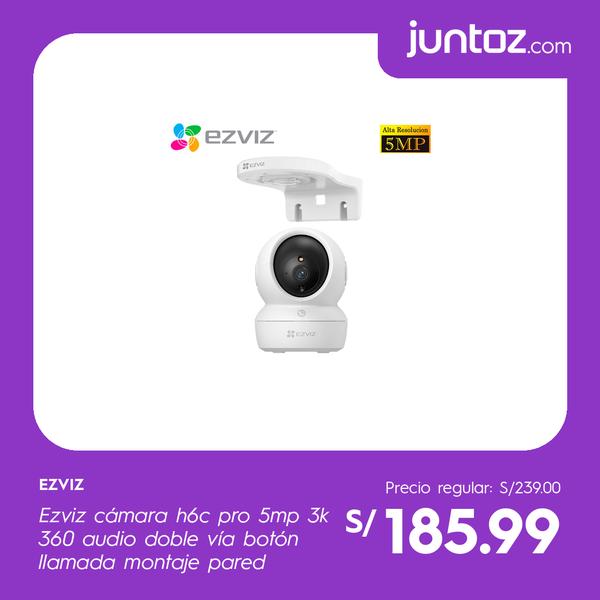 juntoz.com
ezviz
Alta Resolucion
5MP
EZVIZ
EZVIZ
EZVIZ
Precio regular: S/239.00
Ezviz cámara h6c pro 5mp 3k
360 audio doble vía botón
llamada montaje pared
S/185.99